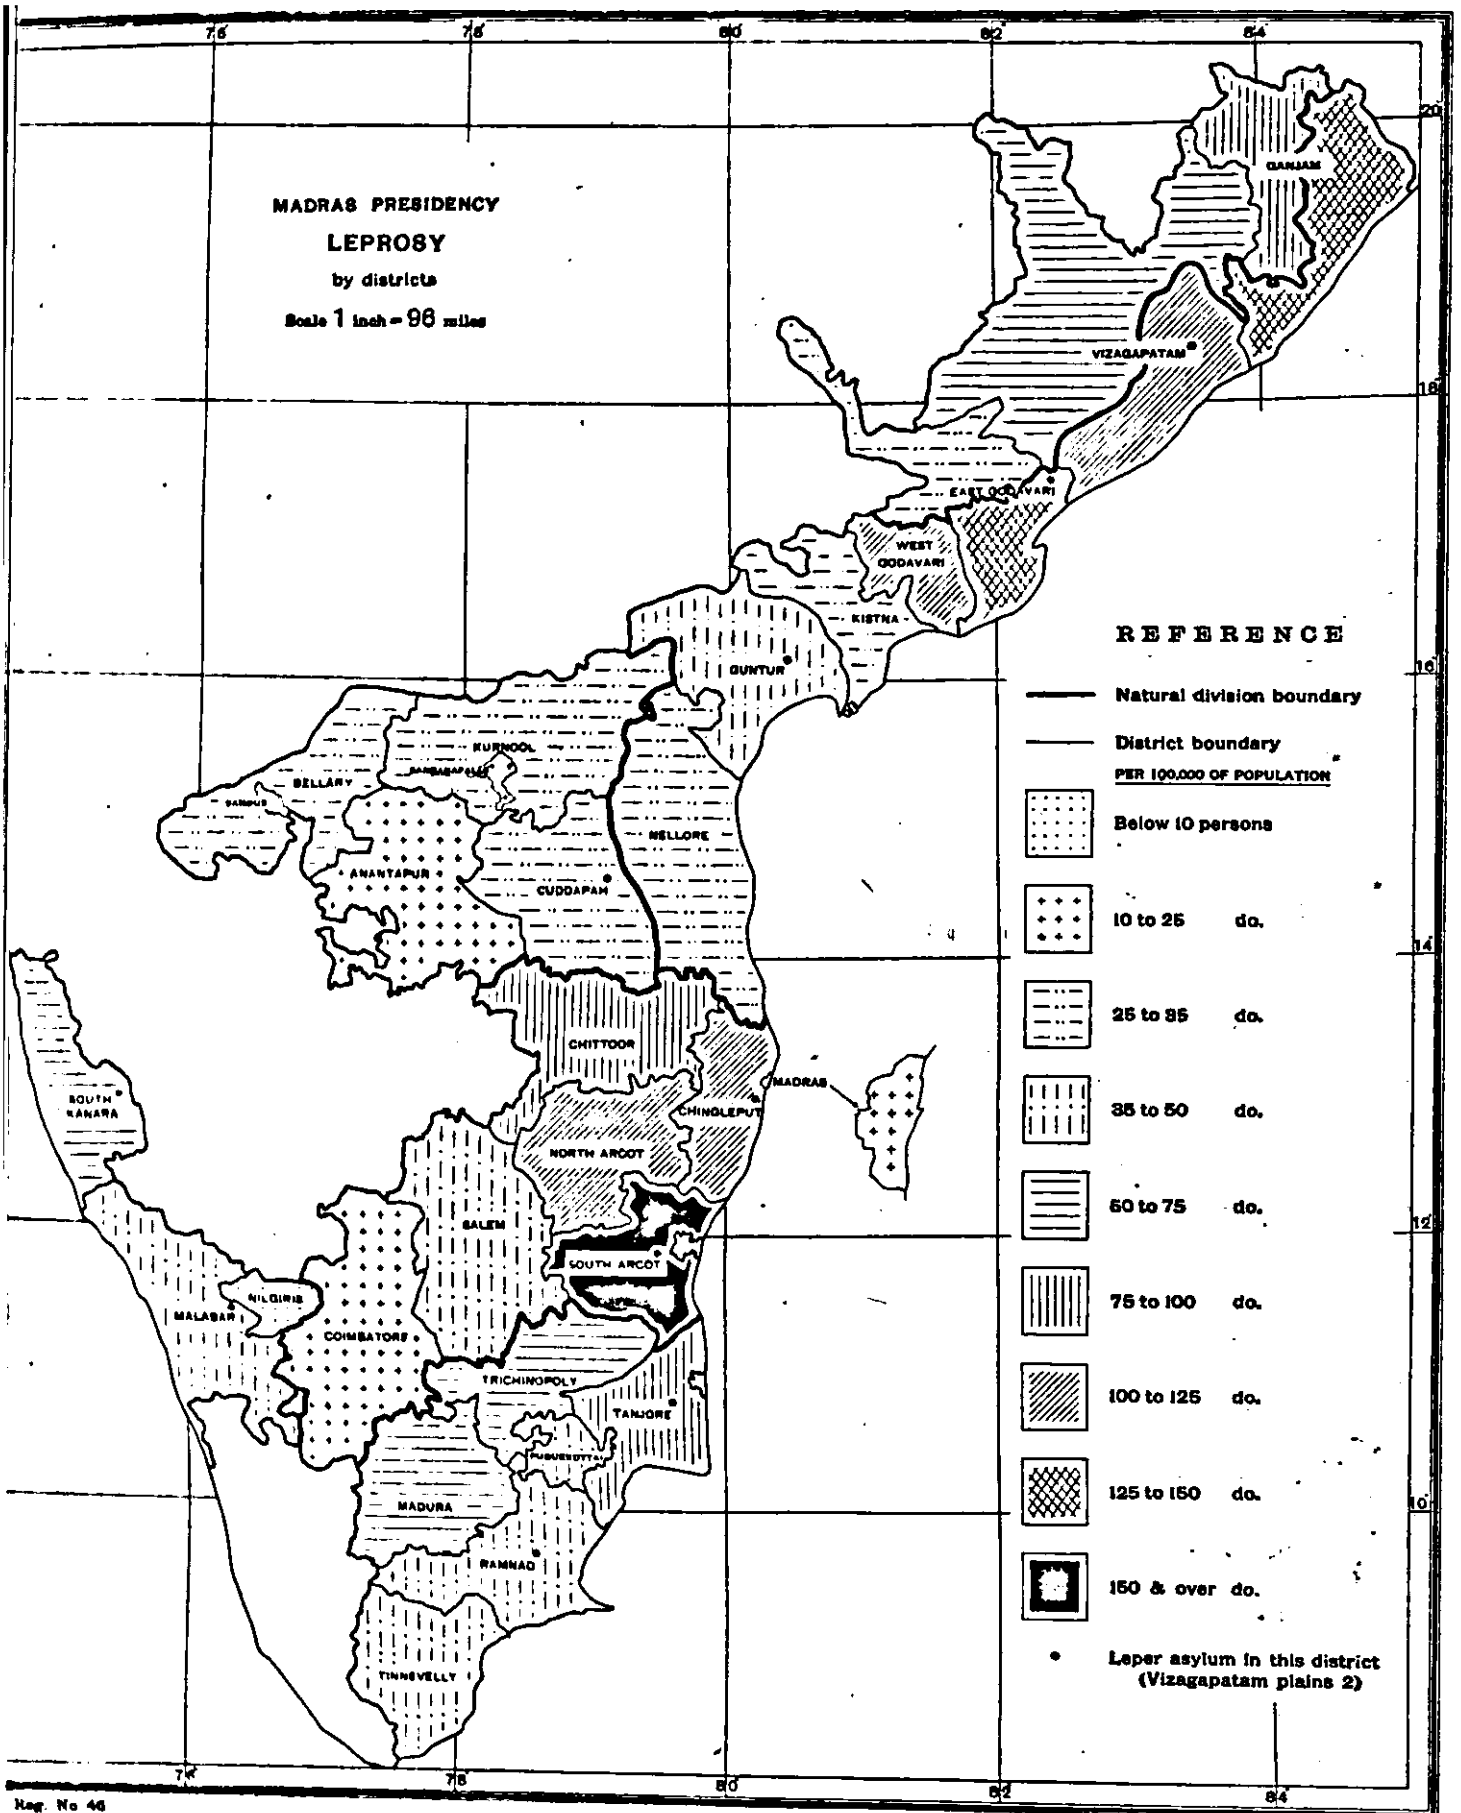 76° 78° 80° 82° 84°
20°
MADRAS PRESIDENCY
LEPROSY
by districts
Scale 1 inch = 96 miles
GANJAM
VIZAGAPATAM
18°
EAST GODAVARI
WEST
GODAVARI
KISTNA
GUNTUR
16°
KURNOOL
BELLARY
NELLORE
ANANTAPUR
CUDDAPAH
14°
CHITTOOR
MADRAS
CHINGLEPUT
SOUTH
KANARA
NORTH ARCOT
12°
SALEM
SOUTH ARCOT
NILGIRIS
MALABAR
COIMBATORE
TRICHINOPOLY
TANJORE
MADURA
10°
RAMNAD
TINNEVELLY
REFERENCE
Natural division boundary
District boundary
PER 100,000 OF POPULATION
Below 10 persons
10 to 25 do.
25 to 35 do.
35 to 50 do.
50 to 75 do.
75 to 100 do.
100 to 125 do.
125 to 150 do.
150 & over do.
Leper asylum in this district
(Vizagapatam plains 2)
76° 78° 80° 82° 84°
Reg. No 46